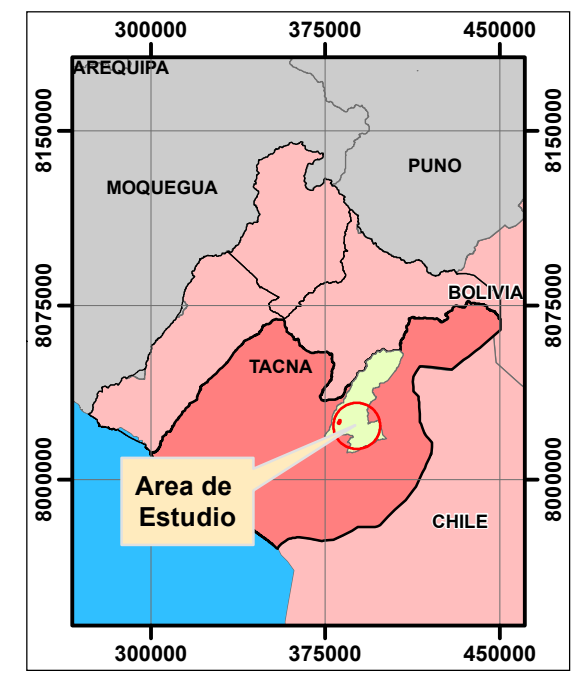 300000 375000 450000
AREQUIPA
8150000 8150000
PUNO
MOQUEGUA
BOLIVIA
8075000 8075000
TACNA
Area de
Estudio
8000000 8000000
CHILE
300000 375000 450000